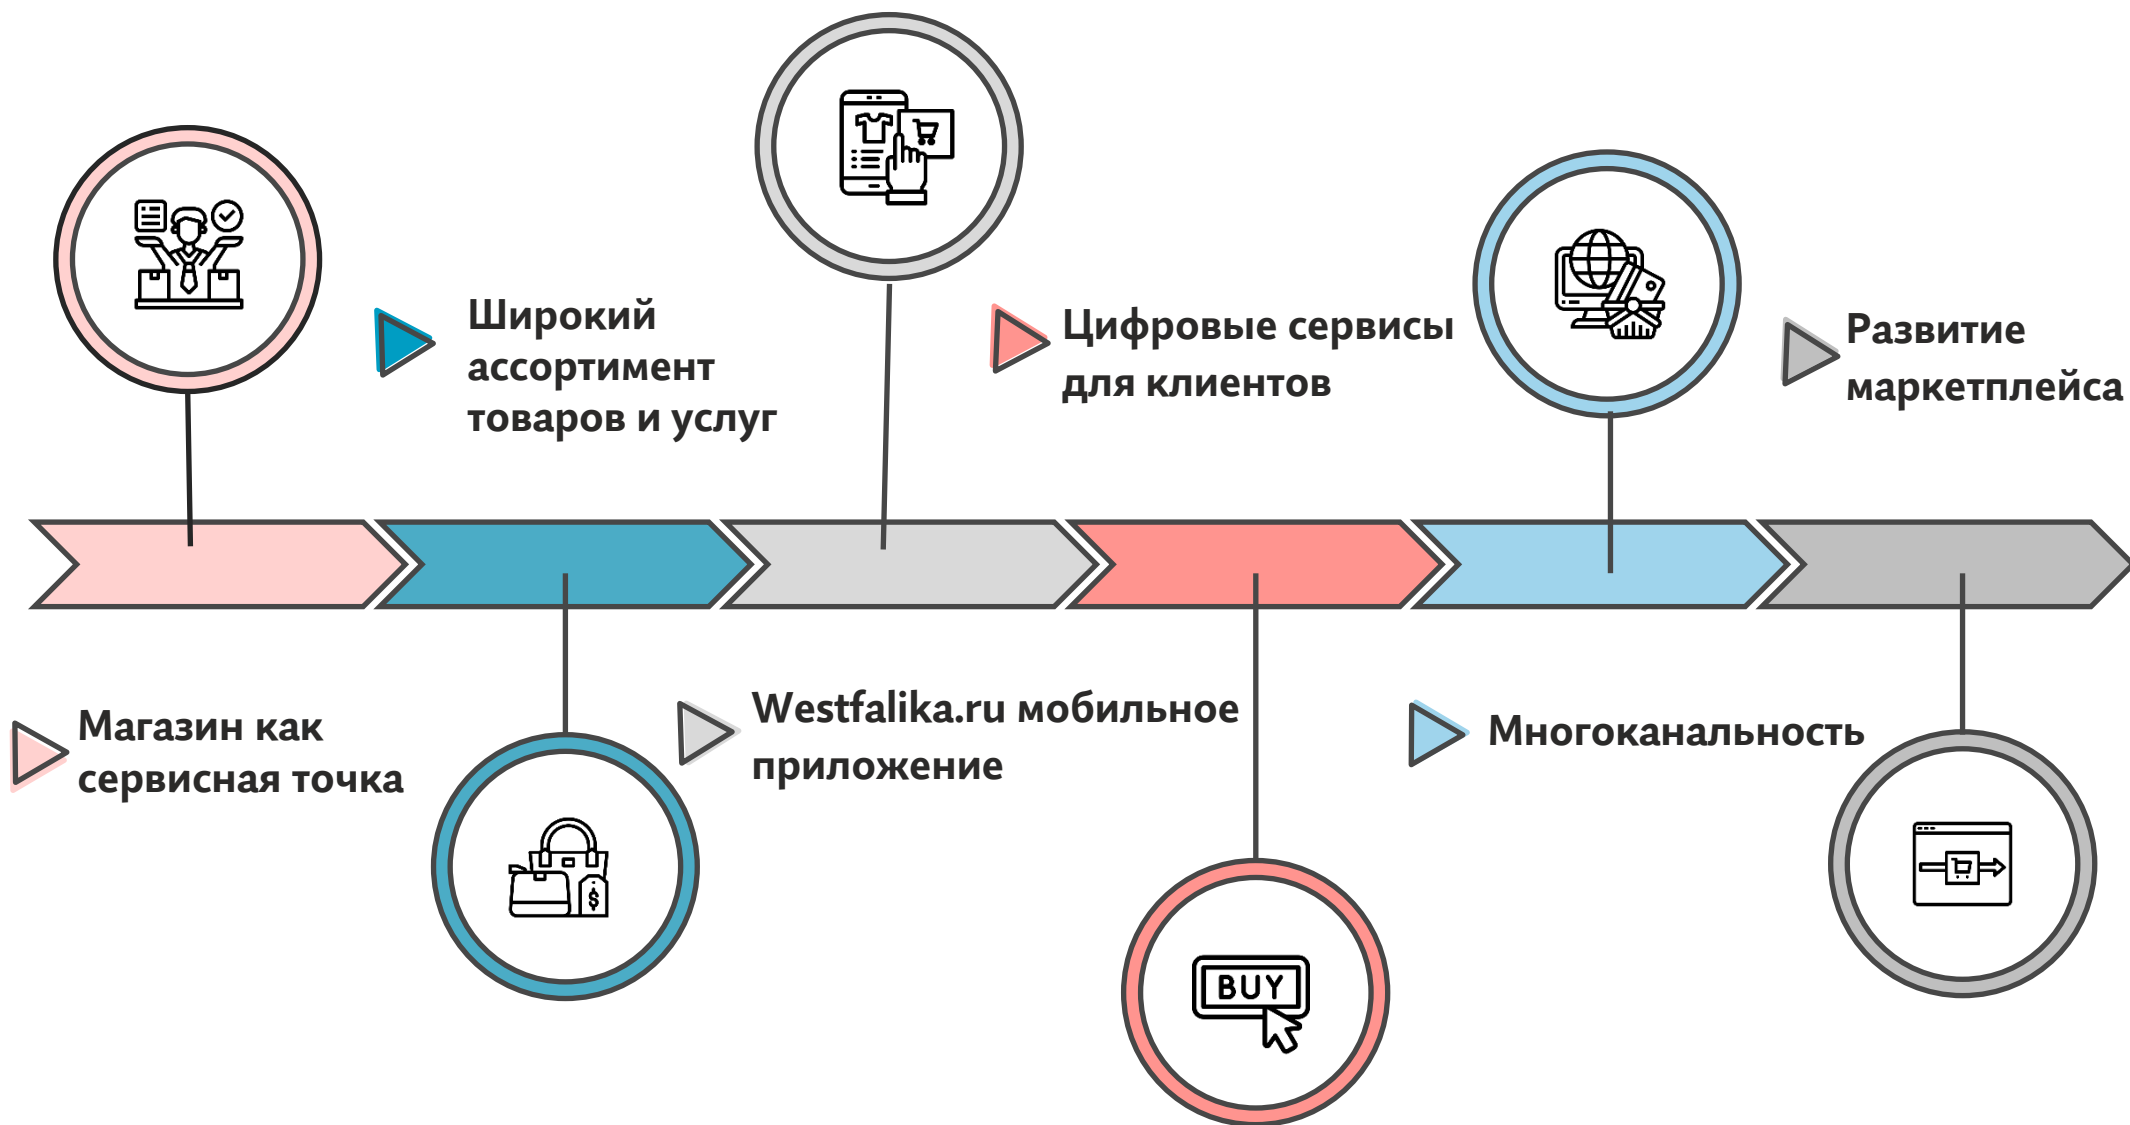 Широкий
ассортимент
товаров и услуг
Цифровые сервисы
для клиентов
Развитие
маркетплейса
Магазин как
сервисная точка
Westfalika.ru мобильное
приложение
Многоканальность
$
BUY